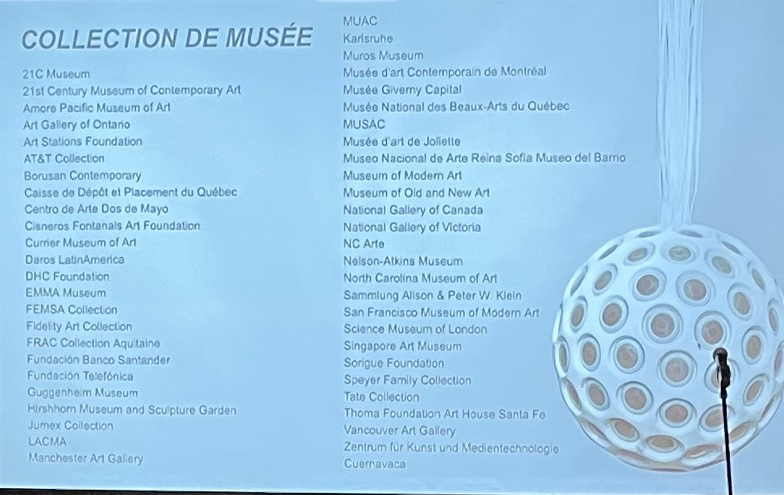 COLLECTION DE MUSÉE
21C Museum
21st Century Museum of Contemporary Art
Amore Pacific Museum of Art
Art Gallery of Ontario
Art Stations Foundation
AT&T Collection
Borusan Contemporary
Caisse de Dépôt et Placement du Québec
Centro de Arte Dos de Mayo
Cisneros Fontanals Art Foundation
Currier Museum of Art
Daros LatinAmerica
DHC Foundation
EMMA Museum
FEMSA Collection
Fidelity Art Collection
FRAC Collection Aquitaine
Fundación Banco Santander
Fundación Telefónica
Guggenheim Museum
Hirshhorn Museum and Sculpture Garden
Jumex Collection
LACMA
Manchester Art Gallery
MUAC
Karlsruhe
Muros Museum
Musée d'art Contemporain de Montréal
Musée Giverny Capital
Musée National des Beaux-Arts du Québec
MUSAC
Musée d'art de Joliette
Museo Nacional de Arte Reina Sofía Museo del Barrio
Museum of Modern Art
Museum of Old and New Art
National Gallery of Canada
National Gallery of Victoria
NC Arte
Nelson-Atkins Museum
North Carolina Museum of Art
Sammlung Alison & Peter W. Klein
San Francisco Museum of Modern Art
Science Museum of London
Singapore Art Museum
Sorigue Foundation
Speyer Family Collection
Tate Collection
Thoma Foundation Art House Santa Fe
Vancouver Art Gallery
Zentrum für Kunst und Medientechnologie
Cuernavaca